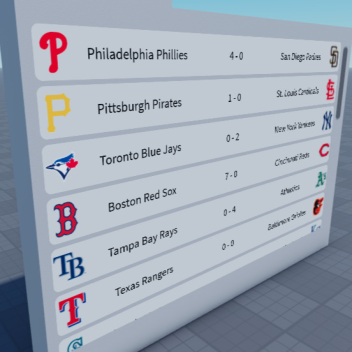 Philadelphia Phillies 4 - 0 San Diego Padres
Pittsburgh Pirates 1 - 0 St. Louis Cardinals
Toronto Blue Jays 0 - 2 New York Yankees
Boston Red Sox 7 - 0 Cincinnati Reds
Tampa Bay Rays 0 - 4 Athletics
Texas Rangers 0 - 0 Baltimore Orioles